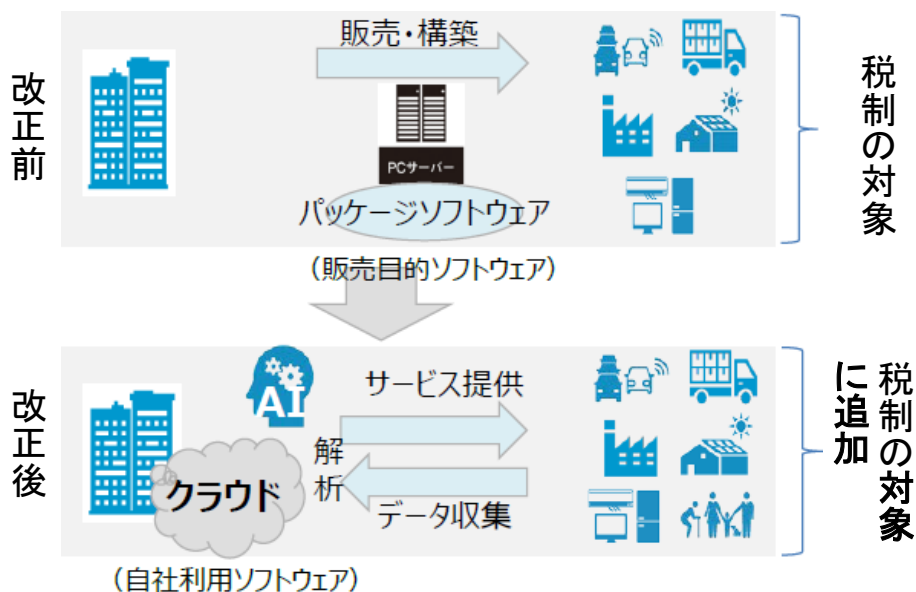 改正前
販売・構築
PCサーバー
パッケージソフトウェア
（販売目的ソフトウェア）
税制の対象
改正後
AI
クラウド
解析
サービス提供
データ収集
（自社利用ソフトウェア）
税制の対象
に追加